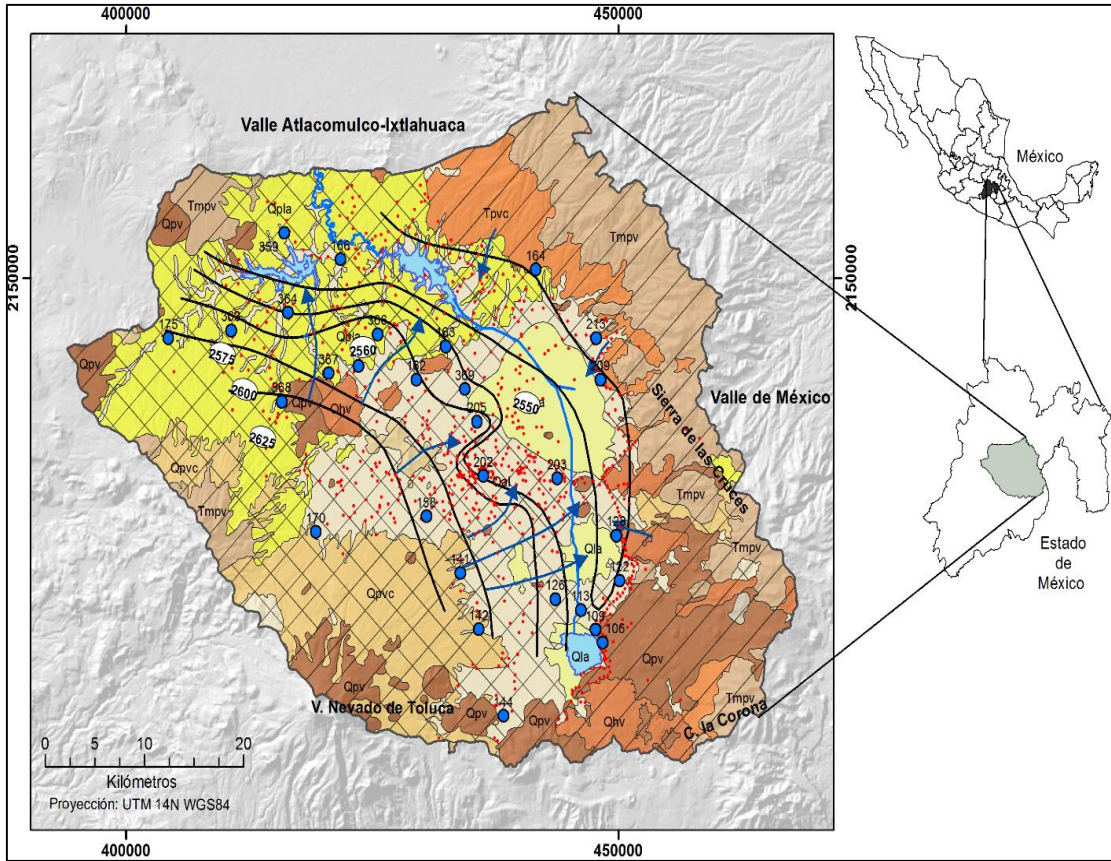 400000
450000
Valle Atlacomulco-Ixtlahuaca
México
Tmpv
Qpv
Qpla
Tpvc
Tmpv
359
166
164
2150000
2150000
364
175
Qpla
213
163
2575
2560
367
162
209
369
Qpv
2600
368
Qpv
Qhv
205
2550
Valle de México
2625
Sierra de las Cruces
Qpvc
202
Qal
203
Tmpv
Tmpv
158
170
Qla
Estado
de
México
Qpvc
141
122
Tmpv
126
113
142
109
106
Qla
Qpv
Qpv
Tmpv
V. Nevado de Toluca
144
Qpv
Qpv
Qhv
C. la Corona
0 5 10 20
Kilómetros
Proyección: UTM 14N WGS84
400000
450000